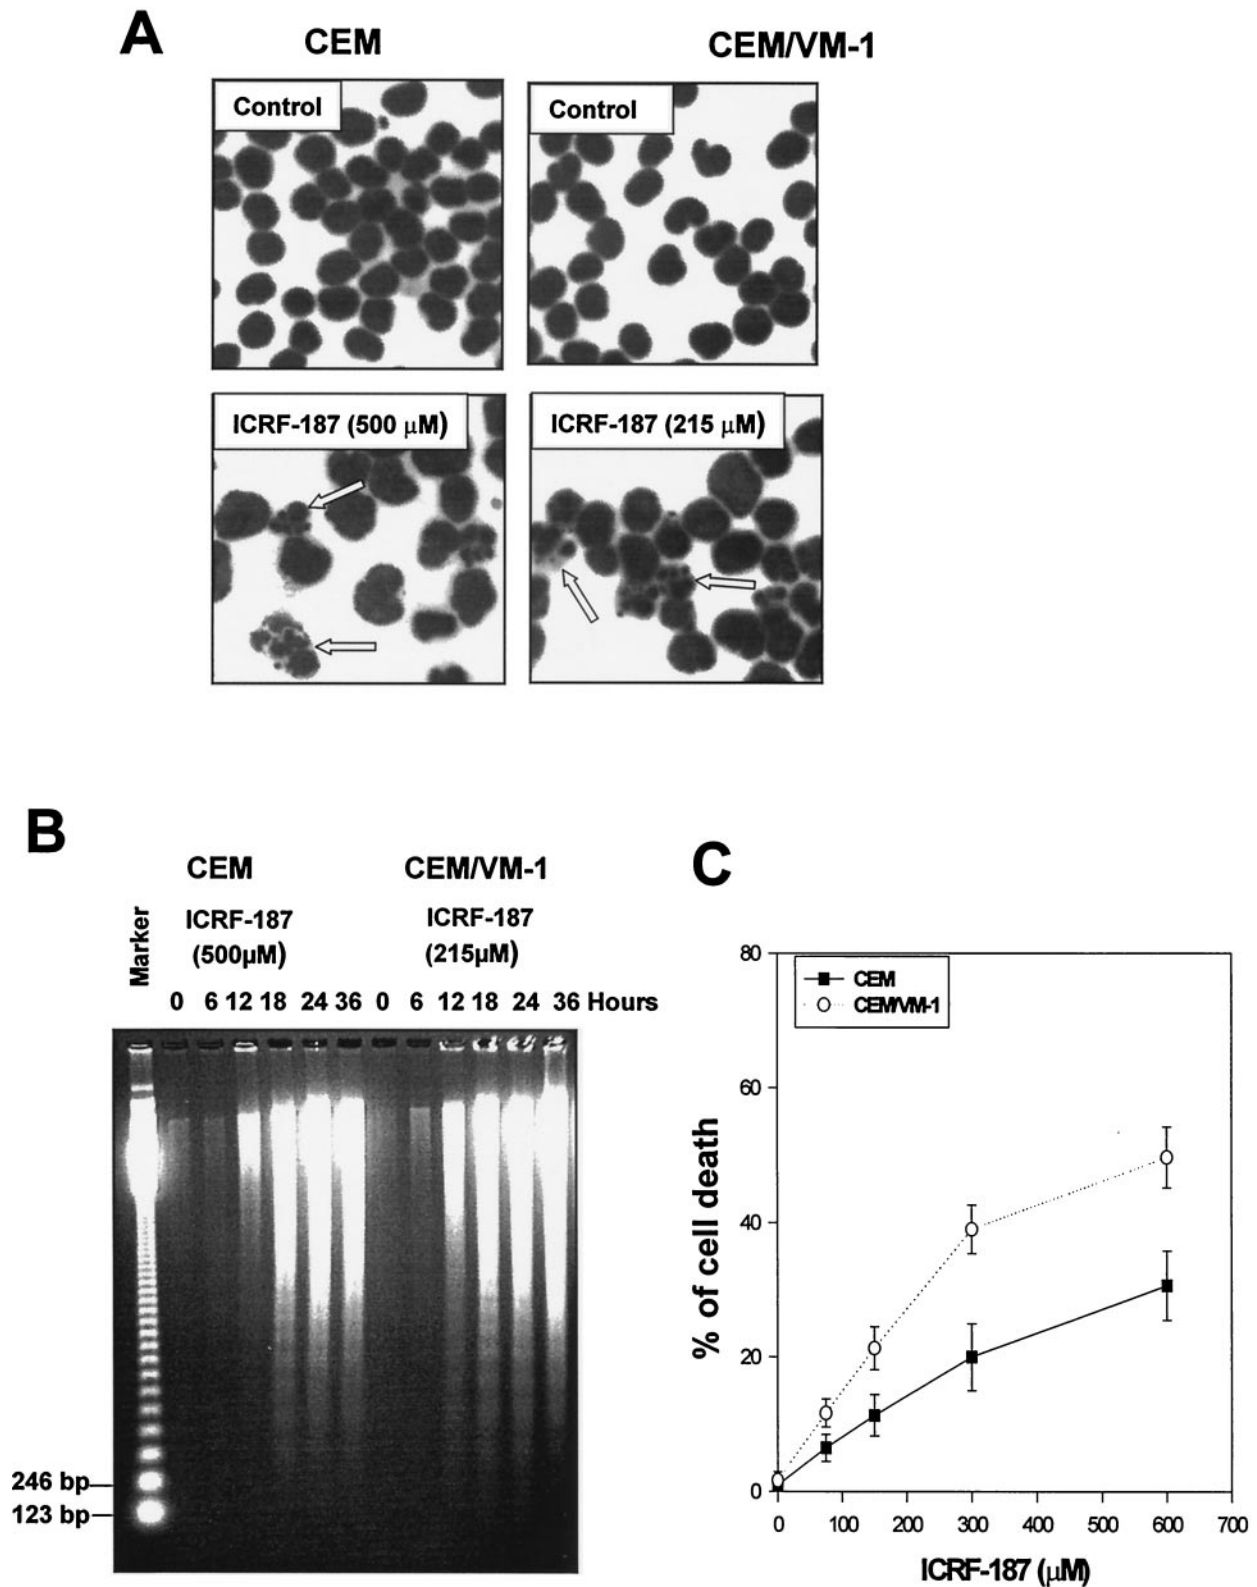 A
CEM
CEM/VM-1
Control
Control
ICRF-187 (500 μM)
ICRF-187 (215 μM)
B
CEM
CEM/VM-1
ICRF-187
(500μM)
ICRF-187
(215μM)
Marker
0 6 12 18 24 36 0 6 12 18 24 36 Hours
246 bp
123 bp
C
80
60
40
20
0
CEM
CEM/VM-1
% of cell death
0 100 200 300 400 500 600 700
ICRF-187 (μM)